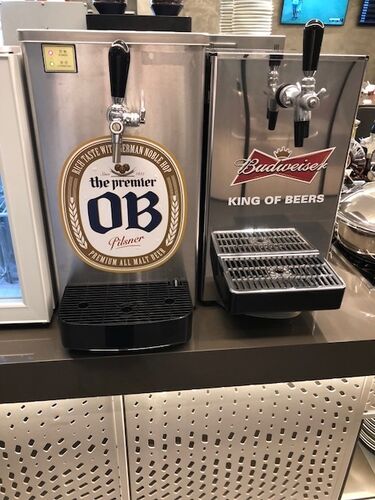 RICH TASTE WITH GERMAN NOBLE HOP
the premier
OB
Pilsner
PREMIUM ALL MALT BEER
Budweiser
KING OF BEERS